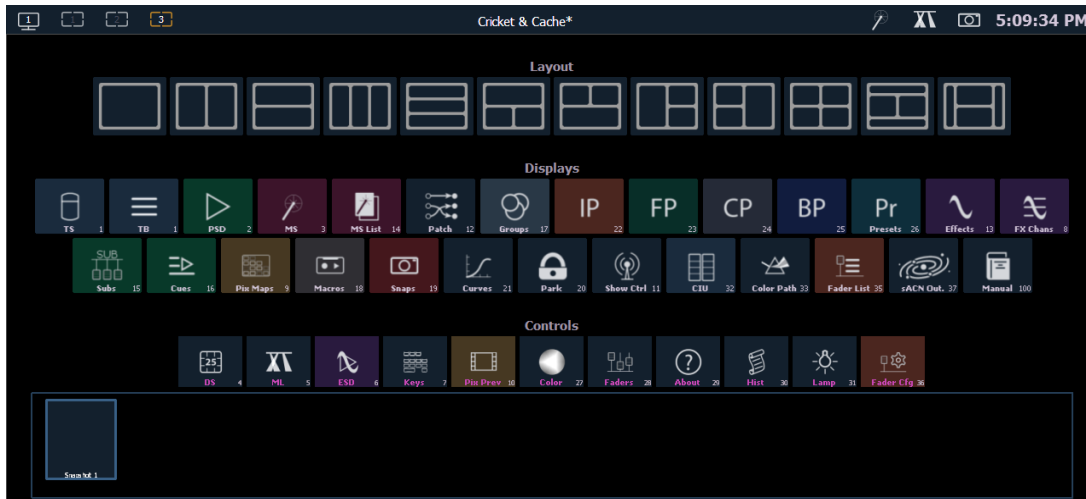 1 1 2 3 Cricket & Cache* 5:09:34 PM
Layout
Displays
IP FP CP BP Pr
TS 1 TB 1 PSD 2 MS 3 MS List 14 Patch 12 Groups 17 22 23 24 25 Presets 26 Effects 13 FX Chans 8
SUB
Subs 15 Cues 16 Pix Maps 9 Macros 18 Snaps 19 Curves 21 Park 20 Show Ctrl 11 CIU 32 Color Path 33 Fader List 35 sACN Out. 37 Manual 100
Controls
25 ?
DS 4 ML 5 ESD 6 Keys 7 Pix Prev 10 Color 27 Faders 28 About 29 Hist 30 Lamp 31 Fader Cfg 36
Snapshot 1